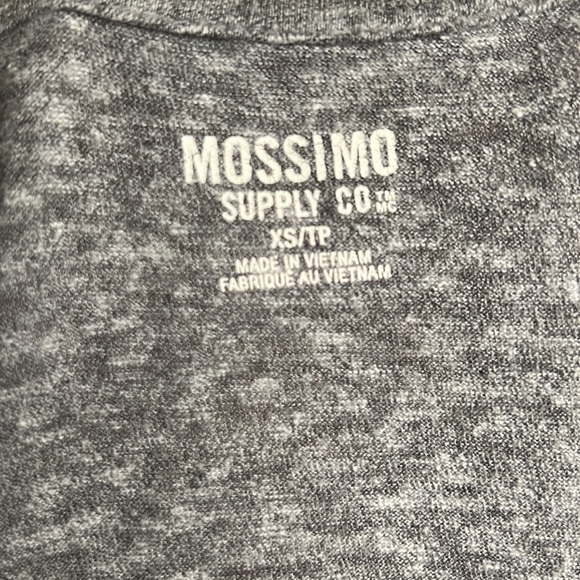 MOSSIMO
SUPPLY CO TM MC
XS/TP
MADE IN VIETNAM
FABRIQUE AU VIETNAM